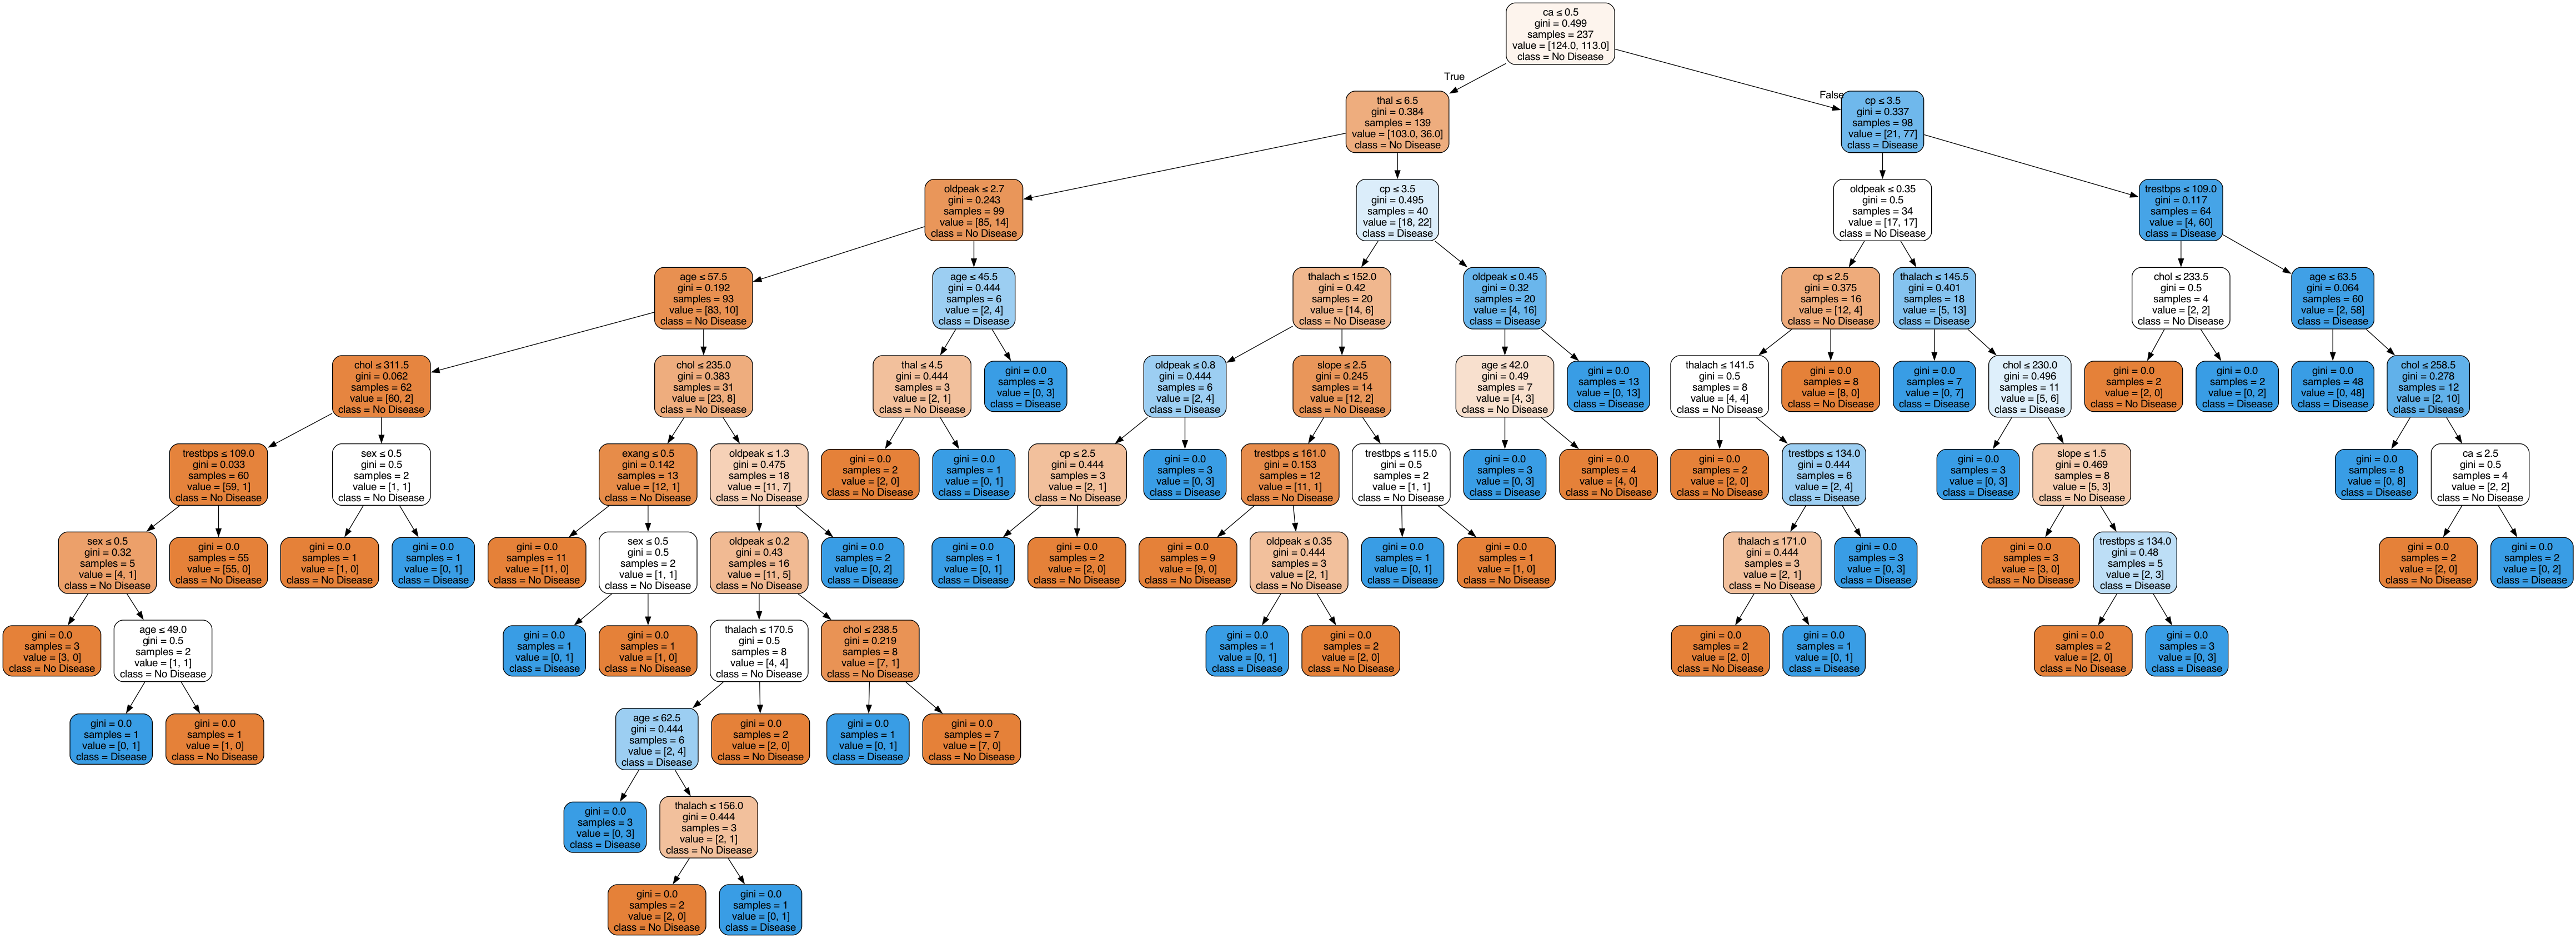 ca ≤ 0.5
gini = 0.499
samples = 237
value = [124.0, 113.0]
class = No Disease
True
False
thal ≤ 6.5
gini = 0.384
samples = 139
value = [103.0, 36.0]
class = No Disease
cp ≤ 3.5
gini = 0.337
samples = 98
value = [21, 77]
class = Disease
oldpeak ≤ 2.7
gini = 0.243
samples = 99
value = [85, 14]
class = No Disease
cp ≤ 3.5
gini = 0.495
samples = 40
value = [18, 22]
class = Disease
oldpeak ≤ 0.35
gini = 0.5
samples = 34
value = [17, 17]
class = No Disease
trestbps ≤ 109.0
gini = 0.117
samples = 64
value = [4, 60]
class = Disease
age ≤ 57.5
gini = 0.192
samples = 93
value = [83, 10]
class = No Disease
age ≤ 45.5
gini = 0.444
samples = 6
value = [2, 4]
class = Disease
thalach ≤ 152.0
gini = 0.42
samples = 20
value = [14, 6]
class = No Disease
oldpeak ≤ 0.45
gini = 0.32
samples = 20
value = [4, 16]
class = Disease
cp ≤ 2.5
gini = 0.375
samples = 16
value = [12, 4]
class = No Disease
thalach ≤ 145.5
gini = 0.401
samples = 18
value = [5, 13]
class = Disease
chol ≤ 233.5
gini = 0.5
samples = 4
value = [2, 2]
class = No Disease
age ≤ 63.5
gini = 0.064
samples = 60
value = [2, 58]
class = Disease
chol ≤ 311.5
gini = 0.062
samples = 62
value = [60, 2]
class = No Disease
chol ≤ 235.0
gini = 0.383
samples = 31
value = [23, 8]
class = No Disease
thal ≤ 4.5
gini = 0.444
samples = 3
value = [2, 1]
class = No Disease
gini = 0.0
samples = 3
value = [0, 3]
class = Disease
oldpeak ≤ 0.8
gini = 0.444
samples = 6
value = [2, 4]
class = Disease
slope ≤ 2.5
gini = 0.245
samples = 14
value = [12, 2]
class = No Disease
age ≤ 42.0
gini = 0.49
samples = 7
value = [4, 3]
class = No Disease
gini = 0.0
samples = 13
value = [0, 13]
class = Disease
thalach ≤ 141.5
gini = 0.5
samples = 8
value = [4, 4]
class = No Disease
gini = 0.0
samples = 8
value = [8, 0]
class = No Disease
gini = 0.0
samples = 7
value = [0, 7]
class = Disease
chol ≤ 230.0
gini = 0.496
samples = 11
value = [5, 6]
class = Disease
gini = 0.0
samples = 2
value = [2, 0]
class = No Disease
gini = 0.0
samples = 2
value = [0, 2]
class = Disease
gini = 0.0
samples = 48
value = [0, 48]
class = Disease
chol ≤ 258.5
gini = 0.278
samples = 12
value = [2, 10]
class = Disease
trestbps ≤ 109.0
gini = 0.033
samples = 60
value = [59, 1]
class = No Disease
sex ≤ 0.5
gini = 0.5
samples = 2
value = [1, 1]
class = No Disease
exang ≤ 0.5
gini = 0.142
samples = 13
value = [12, 1]
class = No Disease
oldpeak ≤ 1.3
gini = 0.475
samples = 18
value = [11, 7]
class = No Disease
gini = 0.0
samples = 2
value = [2, 0]
class = No Disease
gini = 0.0
samples = 1
value = [0, 1]
class = Disease
cp ≤ 2.5
gini = 0.444
samples = 3
value = [2, 1]
class = No Disease
gini = 0.0
samples = 3
value = [0, 3]
class = Disease
trestbps ≤ 161.0
gini = 0.153
samples = 12
value = [11, 1]
class = No Disease
trestbps ≤ 115.0
gini = 0.5
samples = 2
value = [1, 1]
class = No Disease
gini = 0.0
samples = 3
value = [0, 3]
class = Disease
gini = 0.0
samples = 4
value = [4, 0]
class = No Disease
gini = 0.0
samples = 2
value = [2, 0]
class = No Disease
trestbps ≤ 134.0
gini = 0.444
samples = 6
value = [2, 4]
class = Disease
gini = 0.0
samples = 3
value = [0, 3]
class = Disease
slope ≤ 1.5
gini = 0.469
samples = 8
value = [5, 3]
class = No Disease
gini = 0.0
samples = 8
value = [0, 8]
class = Disease
ca ≤ 2.5
gini = 0.5
samples = 4
value = [2, 2]
class = No Disease
sex ≤ 0.5
gini = 0.32
samples = 5
value = [4, 1]
class = No Disease
gini = 0.0
samples = 55
value = [55, 0]
class = No Disease
gini = 0.0
samples = 1
value = [1, 0]
class = No Disease
gini = 0.0
samples = 1
value = [0, 1]
class = Disease
gini = 0.0
samples = 11
value = [11, 0]
class = No Disease
sex ≤ 0.5
gini = 0.5
samples = 2
value = [1, 1]
class = No Disease
oldpeak ≤ 0.2
gini = 0.43
samples = 16
value = [11, 5]
class = No Disease
gini = 0.0
samples = 2
value = [0, 2]
class = Disease
gini = 0.0
samples = 1
value = [0, 1]
class = Disease
gini = 0.0
samples = 2
value = [2, 0]
class = No Disease
gini = 0.0
samples = 9
value = [9, 0]
class = No Disease
oldpeak ≤ 0.35
gini = 0.444
samples = 3
value = [2, 1]
class = No Disease
gini = 0.0
samples = 1
value = [0, 1]
class = Disease
gini = 0.0
samples = 1
value = [1, 0]
class = No Disease
thalach ≤ 171.0
gini = 0.444
samples = 3
value = [2, 1]
class = No Disease
gini = 0.0
samples = 3
value = [0, 3]
class = Disease
gini = 0.0
samples = 3
value = [3, 0]
class = No Disease
trestbps ≤ 134.0
gini = 0.48
samples = 5
value = [2, 3]
class = Disease
gini = 0.0
samples = 2
value = [2, 0]
class = No Disease
gini = 0.0
samples = 2
value = [0, 2]
class = Disease
gini = 0.0
samples = 3
value = [3, 0]
class = No Disease
age ≤ 49.0
gini = 0.5
samples = 2
value = [1, 1]
class = No Disease
gini = 0.0
samples = 1
value = [0, 1]
class = Disease
gini = 0.0
samples = 1
value = [1, 0]
class = No Disease
thalach ≤ 170.5
gini = 0.5
samples = 8
value = [4, 4]
class = No Disease
chol ≤ 238.5
gini = 0.219
samples = 8
value = [7, 1]
class = No Disease
gini = 0.0
samples = 1
value = [0, 1]
class = Disease
gini = 0.0
samples = 2
value = [2, 0]
class = No Disease
gini = 0.0
samples = 2
value = [2, 0]
class = No Disease
gini = 0.0
samples = 1
value = [0, 1]
class = Disease
gini = 0.0
samples = 2
value = [2, 0]
class = No Disease
gini = 0.0
samples = 3
value = [0, 3]
class = Disease
gini = 0.0
samples = 1
value = [0, 1]
class = Disease
gini = 0.0
samples = 1
value = [1, 0]
class = No Disease
age ≤ 62.5
gini = 0.444
samples = 6
value = [2, 4]
class = Disease
gini = 0.0
samples = 2
value = [2, 0]
class = No Disease
gini = 0.0
samples = 1
value = [0, 1]
class = Disease
gini = 0.0
samples = 7
value = [7, 0]
class = No Disease
gini = 0.0
samples = 3
value = [0, 3]
class = Disease
thalach ≤ 156.0
gini = 0.444
samples = 3
value = [2, 1]
class = No Disease
gini = 0.0
samples = 2
value = [2, 0]
class = No Disease
gini = 0.0
samples = 1
value = [0, 1]
class = Disease